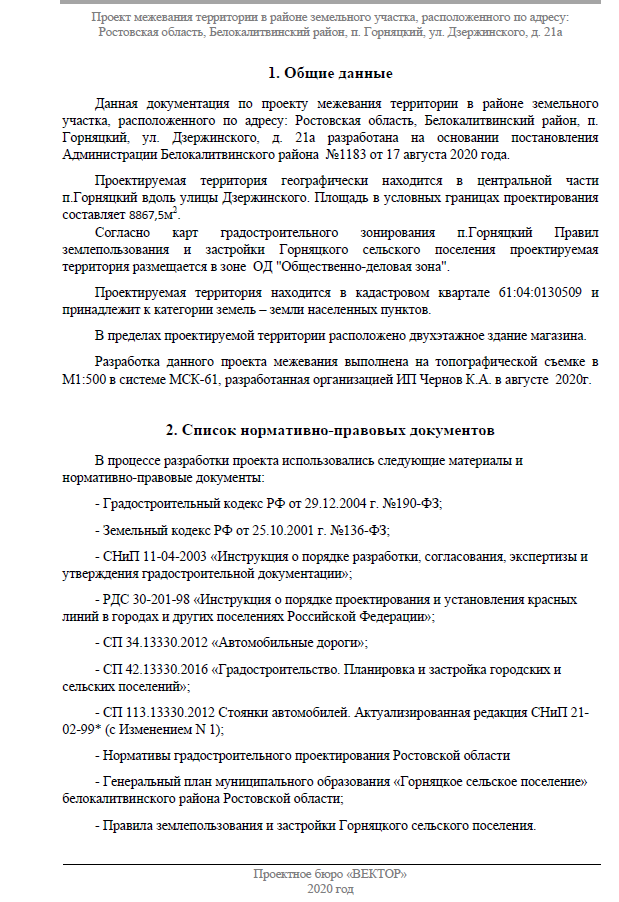 Проект межевания территории в районе земельного участка, расположенного по адресу:
Ростовская область, Белокалитвинский район, п. Горняцкий, ул. Дзержинского, д. 21а
1. Общие данные
Данная документация по проекту межевания территории в районе земельного
участка, расположенного по адресу: Ростовская область, Белокалитвинский район, п.
Горняцкий, ул. Дзержинского, д. 21а разработана на основании постановления
Администрации Белокалитвинского района №1183 от 17 августа 2020 года.
Проектируемая территория географически находится в центральной части
п.Горняцкий вдоль улицы Дзержинского. Площадь в условных границах проектирования
составляет 8867,5м².
Согласно карт градостроительного зонирования п.Горняцкий Правил
землепользования и застройки Горняцкого сельского поселения проектируемая
территория размещается в зоне ОД "Общественно-деловая зона".
Проектируемая территория находится в кадастровом квартале 61:04:0130509 и
принадлежит к категории земель – земли населенных пунктов.
В пределах проектируемой территории расположено двухэтажное здание магазина.
Разработка данного проекта межевания выполнена на топографической съемке в
М1:500 в системе МСК-61, разработанная организацией ИП Чернов К.А. в августе 2020г.
2. Список нормативно-правовых документов
В процессе разработки проекта использовались следующие материалы и
нормативно-правовые документы:
- Градостроительный кодекс РФ от 29.12.2004 г. №190-ФЗ;
- Земельный кодекс РФ от 25.10.2001 г. №136-ФЗ;
- СНиП 11-04-2003 «Инструкция о порядке разработки, согласования, экспертизы и
утверждения градостроительной документации»;
- РДС 30-201-98 «Инструкция о порядке проектирования и установления красных
линий в городах и других поселениях Российской Федерации»;
- СП 34.13330.2012 «Автомобильные дороги»;
- СП 42.13330.2016 «Градостроительство. Планировка и застройка городских и
сельских поселений»;
- СП 113.13330.2012 Стоянки автомобилей. Актуализированная редакция СНиП 21-
02-99* (с Изменением N 1);
- Нормативы градостроительного проектирования Ростовской области
- Генеральный план муниципального образования «Горняцкое сельское поселение»
белокалитвинского района Ростовской области;
- Правила землепользования и застройки Горняцкого сельского поселения.
Проектное бюро «ВЕКТОР»
2020 год